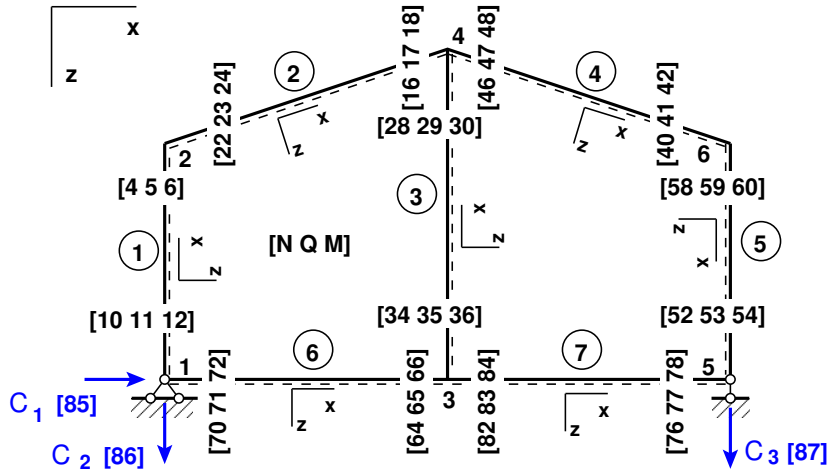 x
z
4
[16 17 18]
[46 47 48]
2
4
[22 23 24]
[40 41 42]
x
z
x
z
[28 29 30]
2
6
[4 5 6]
[58 59 60]
3
1
x
z
[N Q M]
x
z
z
x
5
[10 11 12]
[34 35 36]
[52 53 54]
6
7
1
[70 71 72]
[64 65 66]
3
[82 83 84]
[76 77 78]
5
x
z
x
z
C 1 [85]
C 2 [86]
C 3 [87]